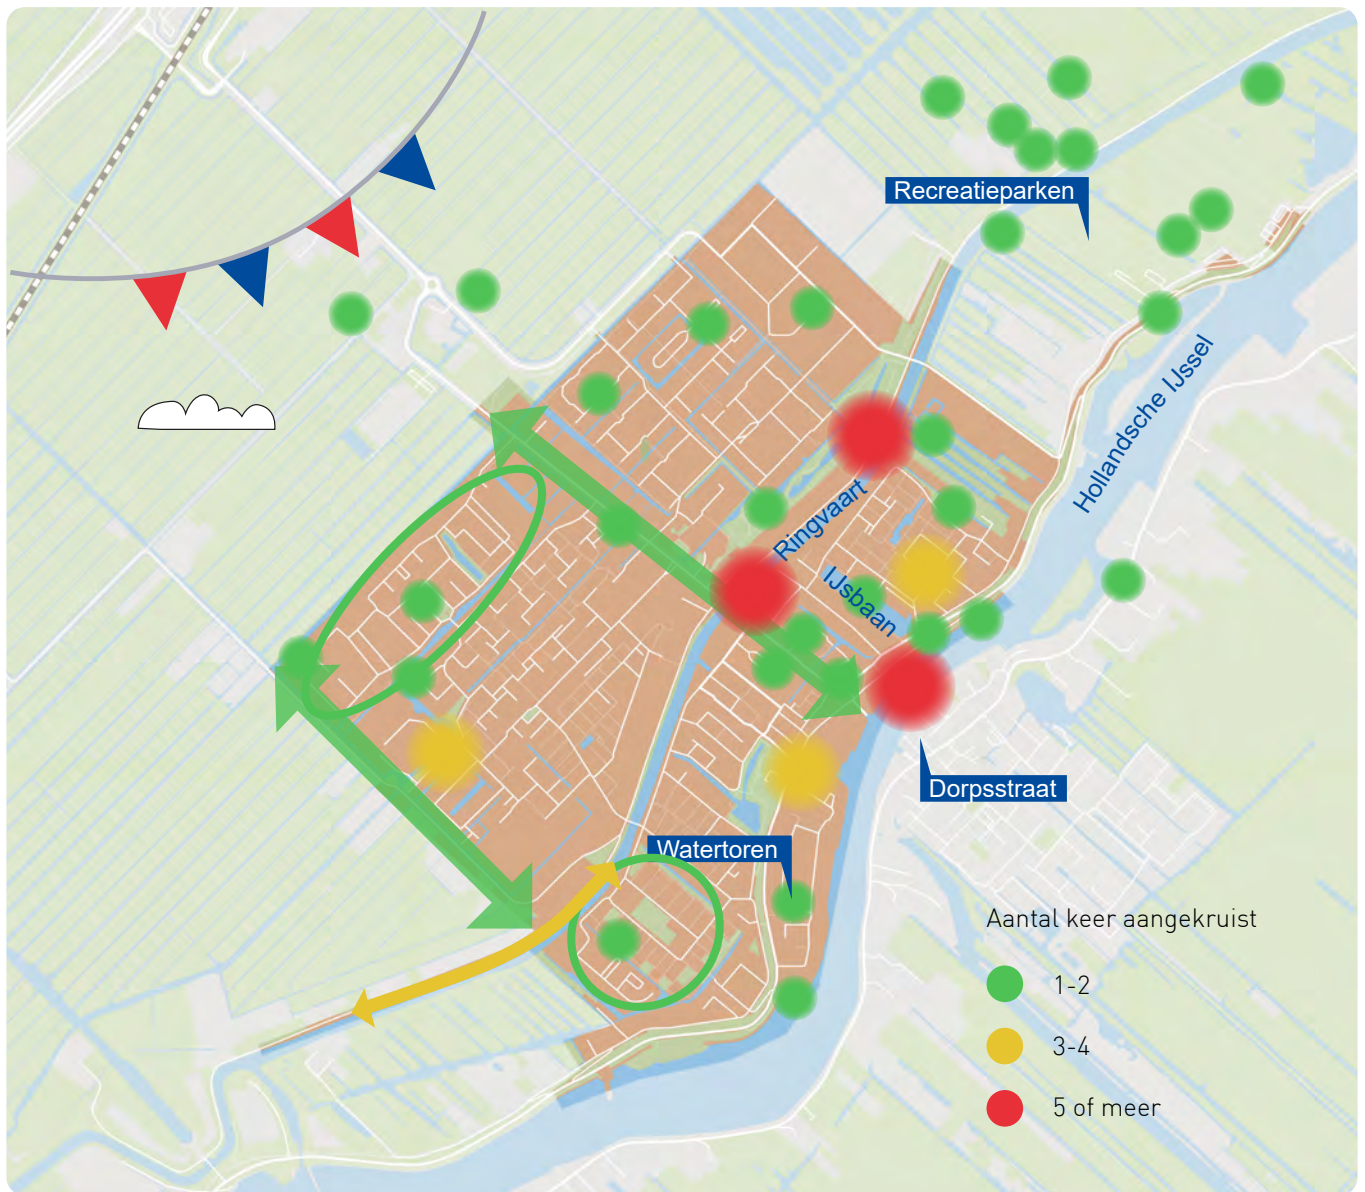 Recreatieparken
Hollandsche IJssel
Ringvaart
IJsbaan
Dorpsstraat
Watertoren
Aantal keer aangekruist
1-2
3-4
5 of meer